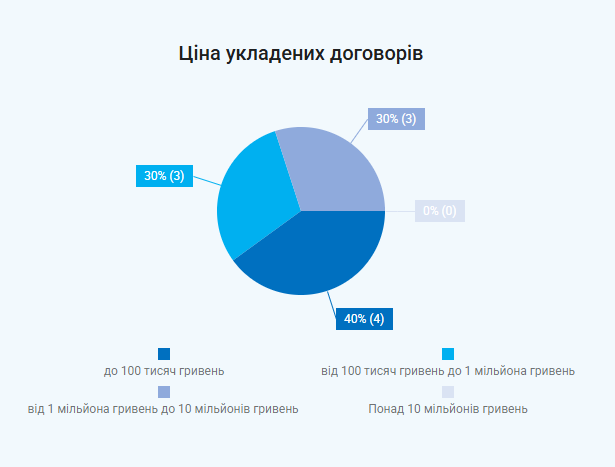 Ціна укладених договорів
30% (3)
30% (3)
0% (0)
40% (4)
до 100 тисяч гривень
від 100 тисяч гривень до 1 мільйона гривень
від 1 мільйона гривень до 10 мільйонів гривень
Понад 10 мільйонів гривень